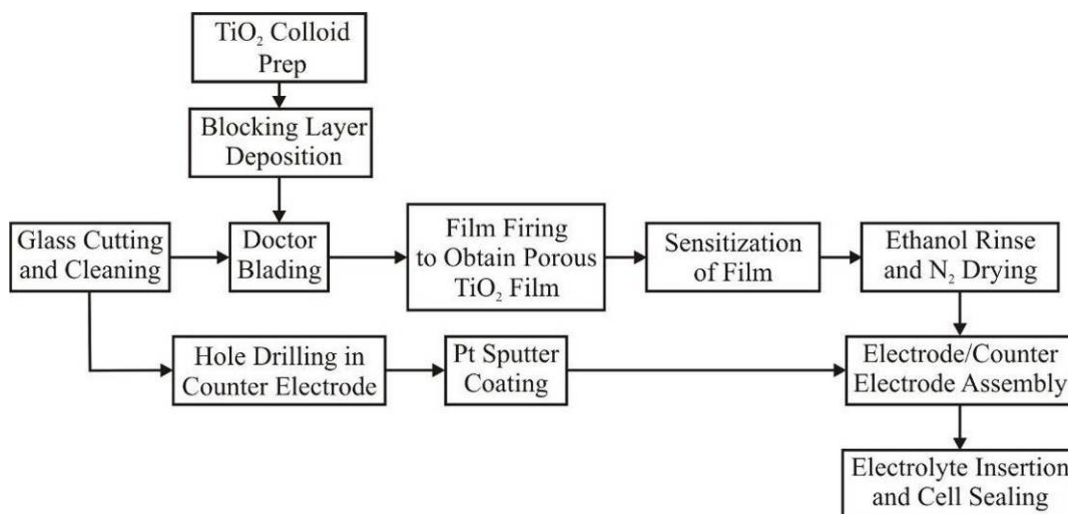 TiO₂ Colloid
Prep
Blocking Layer
Deposition
Glass Cutting
and Cleaning
Doctor
Blading
Film Firing
to Obtain Porous
TiO₂ Film
Sensitization
of Film
Ethanol Rinse
and N₂ Drying
Hole Drilling in
Counter Electrode
Pt Sputter
Coating
Electrode/Counter
Electrode Assembly
Electrolyte Insertion
and Cell Sealing